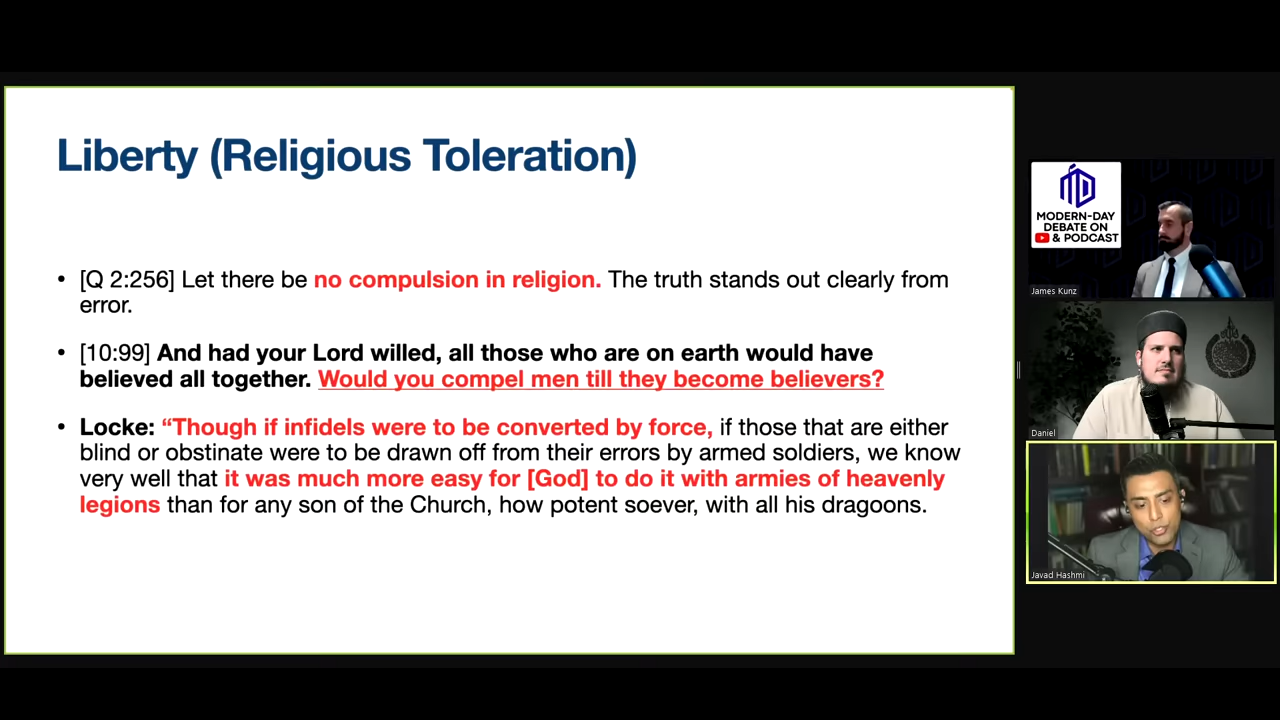 Liberty (Religious Toleration)
• [Q 2:256] Let there be no compulsion in religion. The truth stands out clearly from
error.
• [10:99] And had your Lord willed, all those who are on earth would have
believed all together. Would you compel men till they become believers?
• Locke: “Though if infidels were to be converted by force, if those that are either
blind or obstinate were to be drawn off from their errors by armed soldiers, we know
very well that it was much more easy for [God] to do it with armies of heavenly
legions than for any son of the Church, how potent soever, with all his dragoons.
MODERN-DAY
DEBATE ON
& PODCAST
James Kunz
Daniel
Javad Hashmi